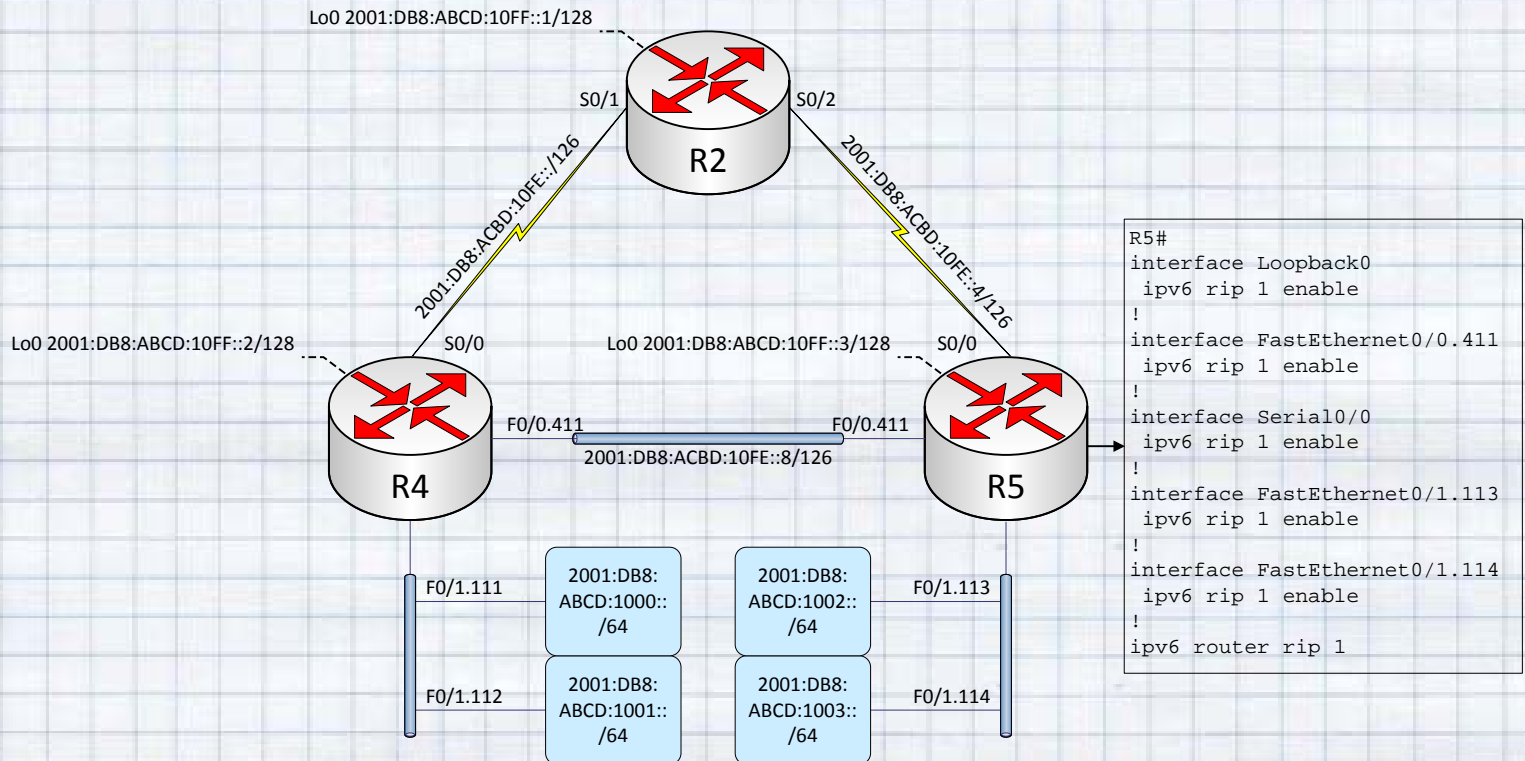 Lo0 2001:DB8:ABCD:10FF::1/128
S0/1
S0/2
R2
2001:DB8:ACBD:10FE::/126
2001:DB8:ACBD:10FE::4/126
Lo0 2001:DB8:ABCD:10FF::2/128
S0/0
Lo0 2001:DB8:ABCD:10FF::3/128
S0/0
F0/0.411
F0/0.411
2001:DB8:ACBD:10FE::8/126
R4
R5
F0/1.111
2001:DB8:
ABCD:1000::
/64
2001:DB8:
ABCD:1002::
/64
F0/1.113
F0/1.112
2001:DB8:
ABCD:1001::
/64
2001:DB8:
ABCD:1003::
/64
F0/1.114
R5#
interface Loopback0
ipv6 rip 1 enable
!
interface FastEthernet0/0.411
ipv6 rip 1 enable
!
interface Serial0/0
ipv6 rip 1 enable
!
interface FastEthernet0/1.113
ipv6 rip 1 enable
!
interface FastEthernet0/1.114
ipv6 rip 1 enable
!
ipv6 router rip 1